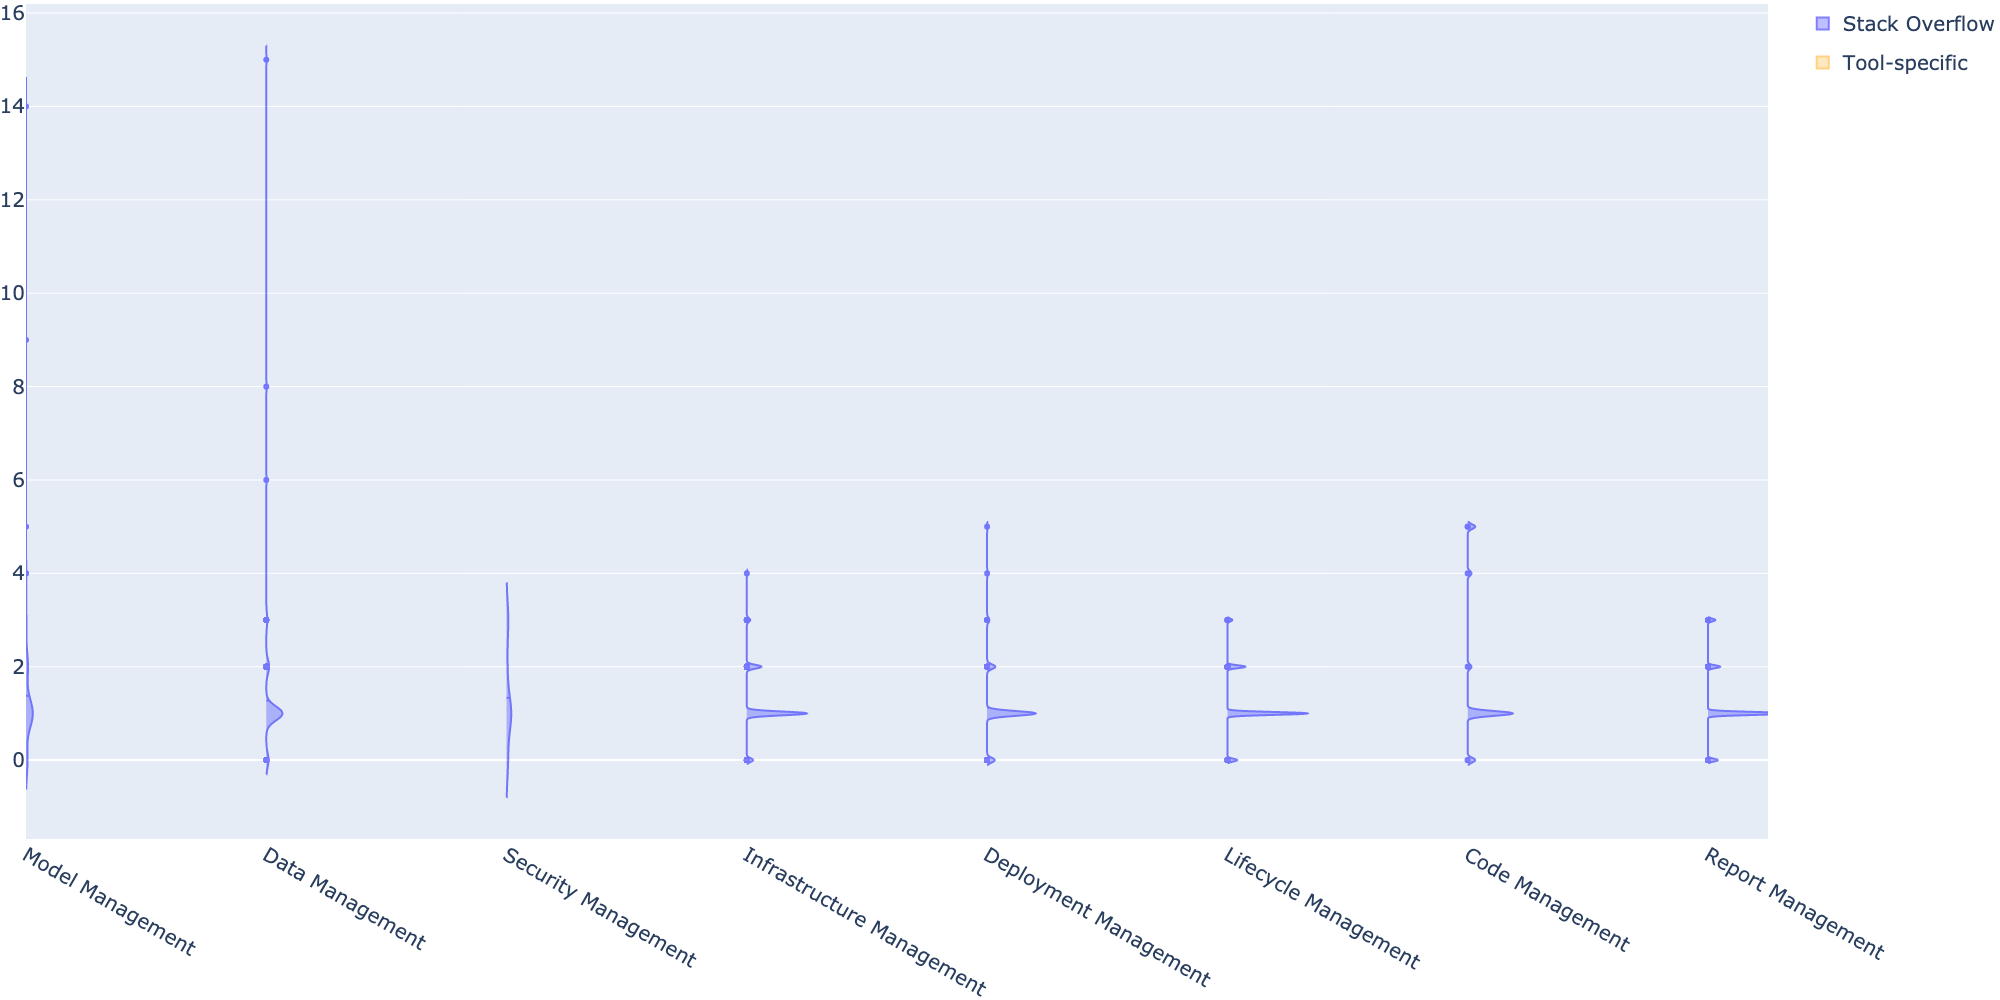 16
14
12
10
8
6
4
2
0
Model Management
Data Management
Security Management
Infrastructure Management
Deployment Management
Lifecycle Management
Code Management
Report Management
Stack Overflow
Tool-specific